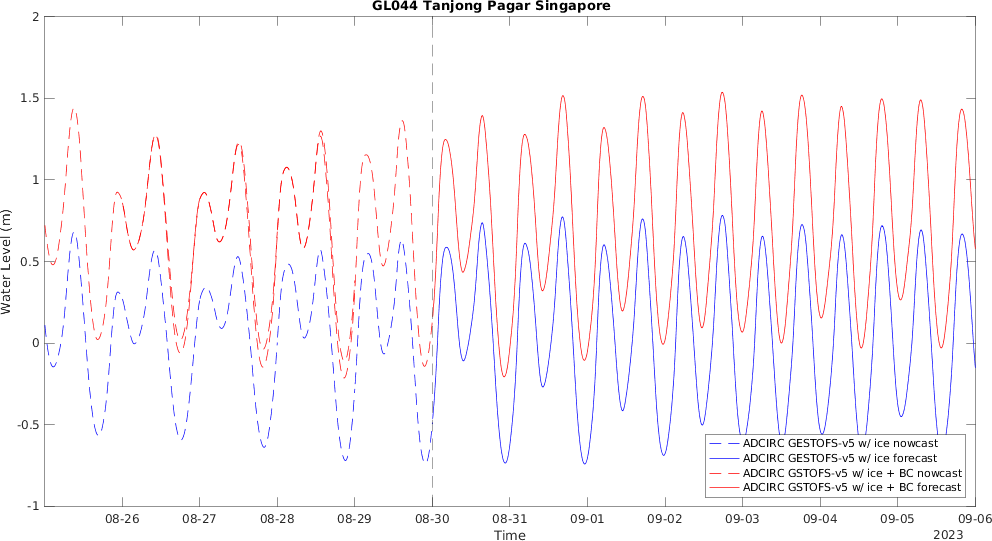 GL044 Tanjong Pagar Singapore
2
1.5
1
0.5
0
-0.5
-1
Water Level (m)
ADCIRC GESTOFS-v5 w/ ice nowcast
ADCIRC GESTOFS-v5 w/ ice forecast
ADCIRC GSTOFS-v5 w/ ice + BC nowcast
ADCIRC GSTOFS-v5 w/ ice + BC forecast
08-26 08-27 08-28 08-29 08-30 08-31 09-01 09-02 09-03 09-04 09-05 09-06
Time
2023